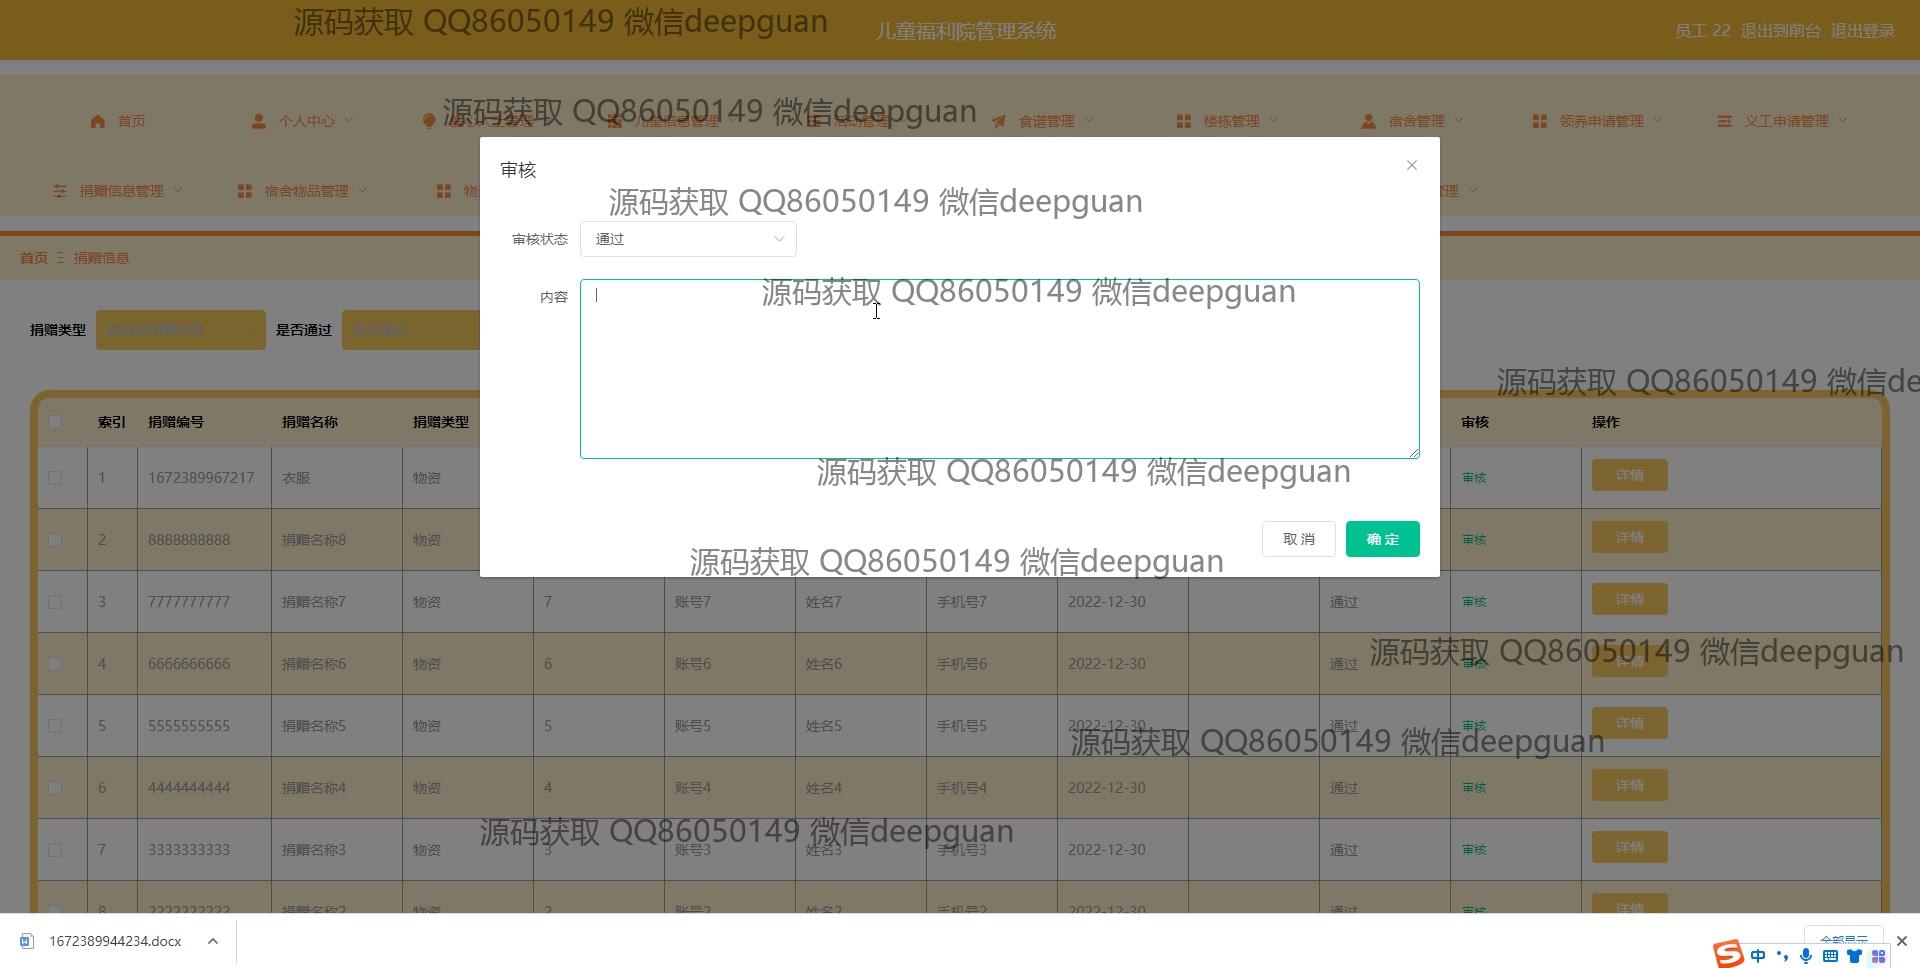 源码获取 QQ86050149 微信deepguan
儿童福利院管理系统
员工 22 退出到前台 退出登录
源码获取 QQ86050149 微信deepguan
首页 个人中心 儿童信息管理 活动管理 食谱管理 楼栋管理 宿舍管理 领养申请管理 义工申请管理
捐赠信息管理 宿舍物品管理 物 管理
审核
源码获取 QQ86050149 微信deepguan
审核状态 通过
首页 捐赠信息
内容
源码获取 QQ86050149 微信deepguan
捐赠类型 请选择捐赠类型 是否通过 是否通过
源码获取 QQ86050149 微信de
索引 捐赠编号 捐赠名称 捐赠类型 审核 操作
1 1672389967217 衣服 物资 审核 详情
源码获取 QQ86050149 微信deepguan
2 8888888888 捐赠名称8 物资 审核 详情
取消 确定
源码获取 QQ86050149 微信deepguan
3 7777777777 捐赠名称7 物资 7 账号7 姓名7 手机号7 2022-12-30 通过 审核 详情
源码获取 QQ86050149 微信deepguan
4 6666666666 捐赠名称6 物资 6 账号6 姓名6 手机号6 2022-12-30 通过 审核 详情
5 5555555555 捐赠名称5 物资 5 账号5 姓名5 手机号5 2022-12-30 通过 审核 详情
源码获取 QQ86050149 微信deepguan
6 4444444444 捐赠名称4 物资 4 账号4 姓名4 手机号4 2022-12-30 通过 审核 详情
源码获取 QQ86050149 微信deepguan
7 3333333333 捐赠名称3 物资 3 账号3 姓名3 手机号3 2022-12-30 通过 审核 详情
8 2222222222 捐赠名称2 物资 2 账号2 姓名2 手机号2 2022-12-30 通过 审核 详情
1672389944234.docx
全部显示
中